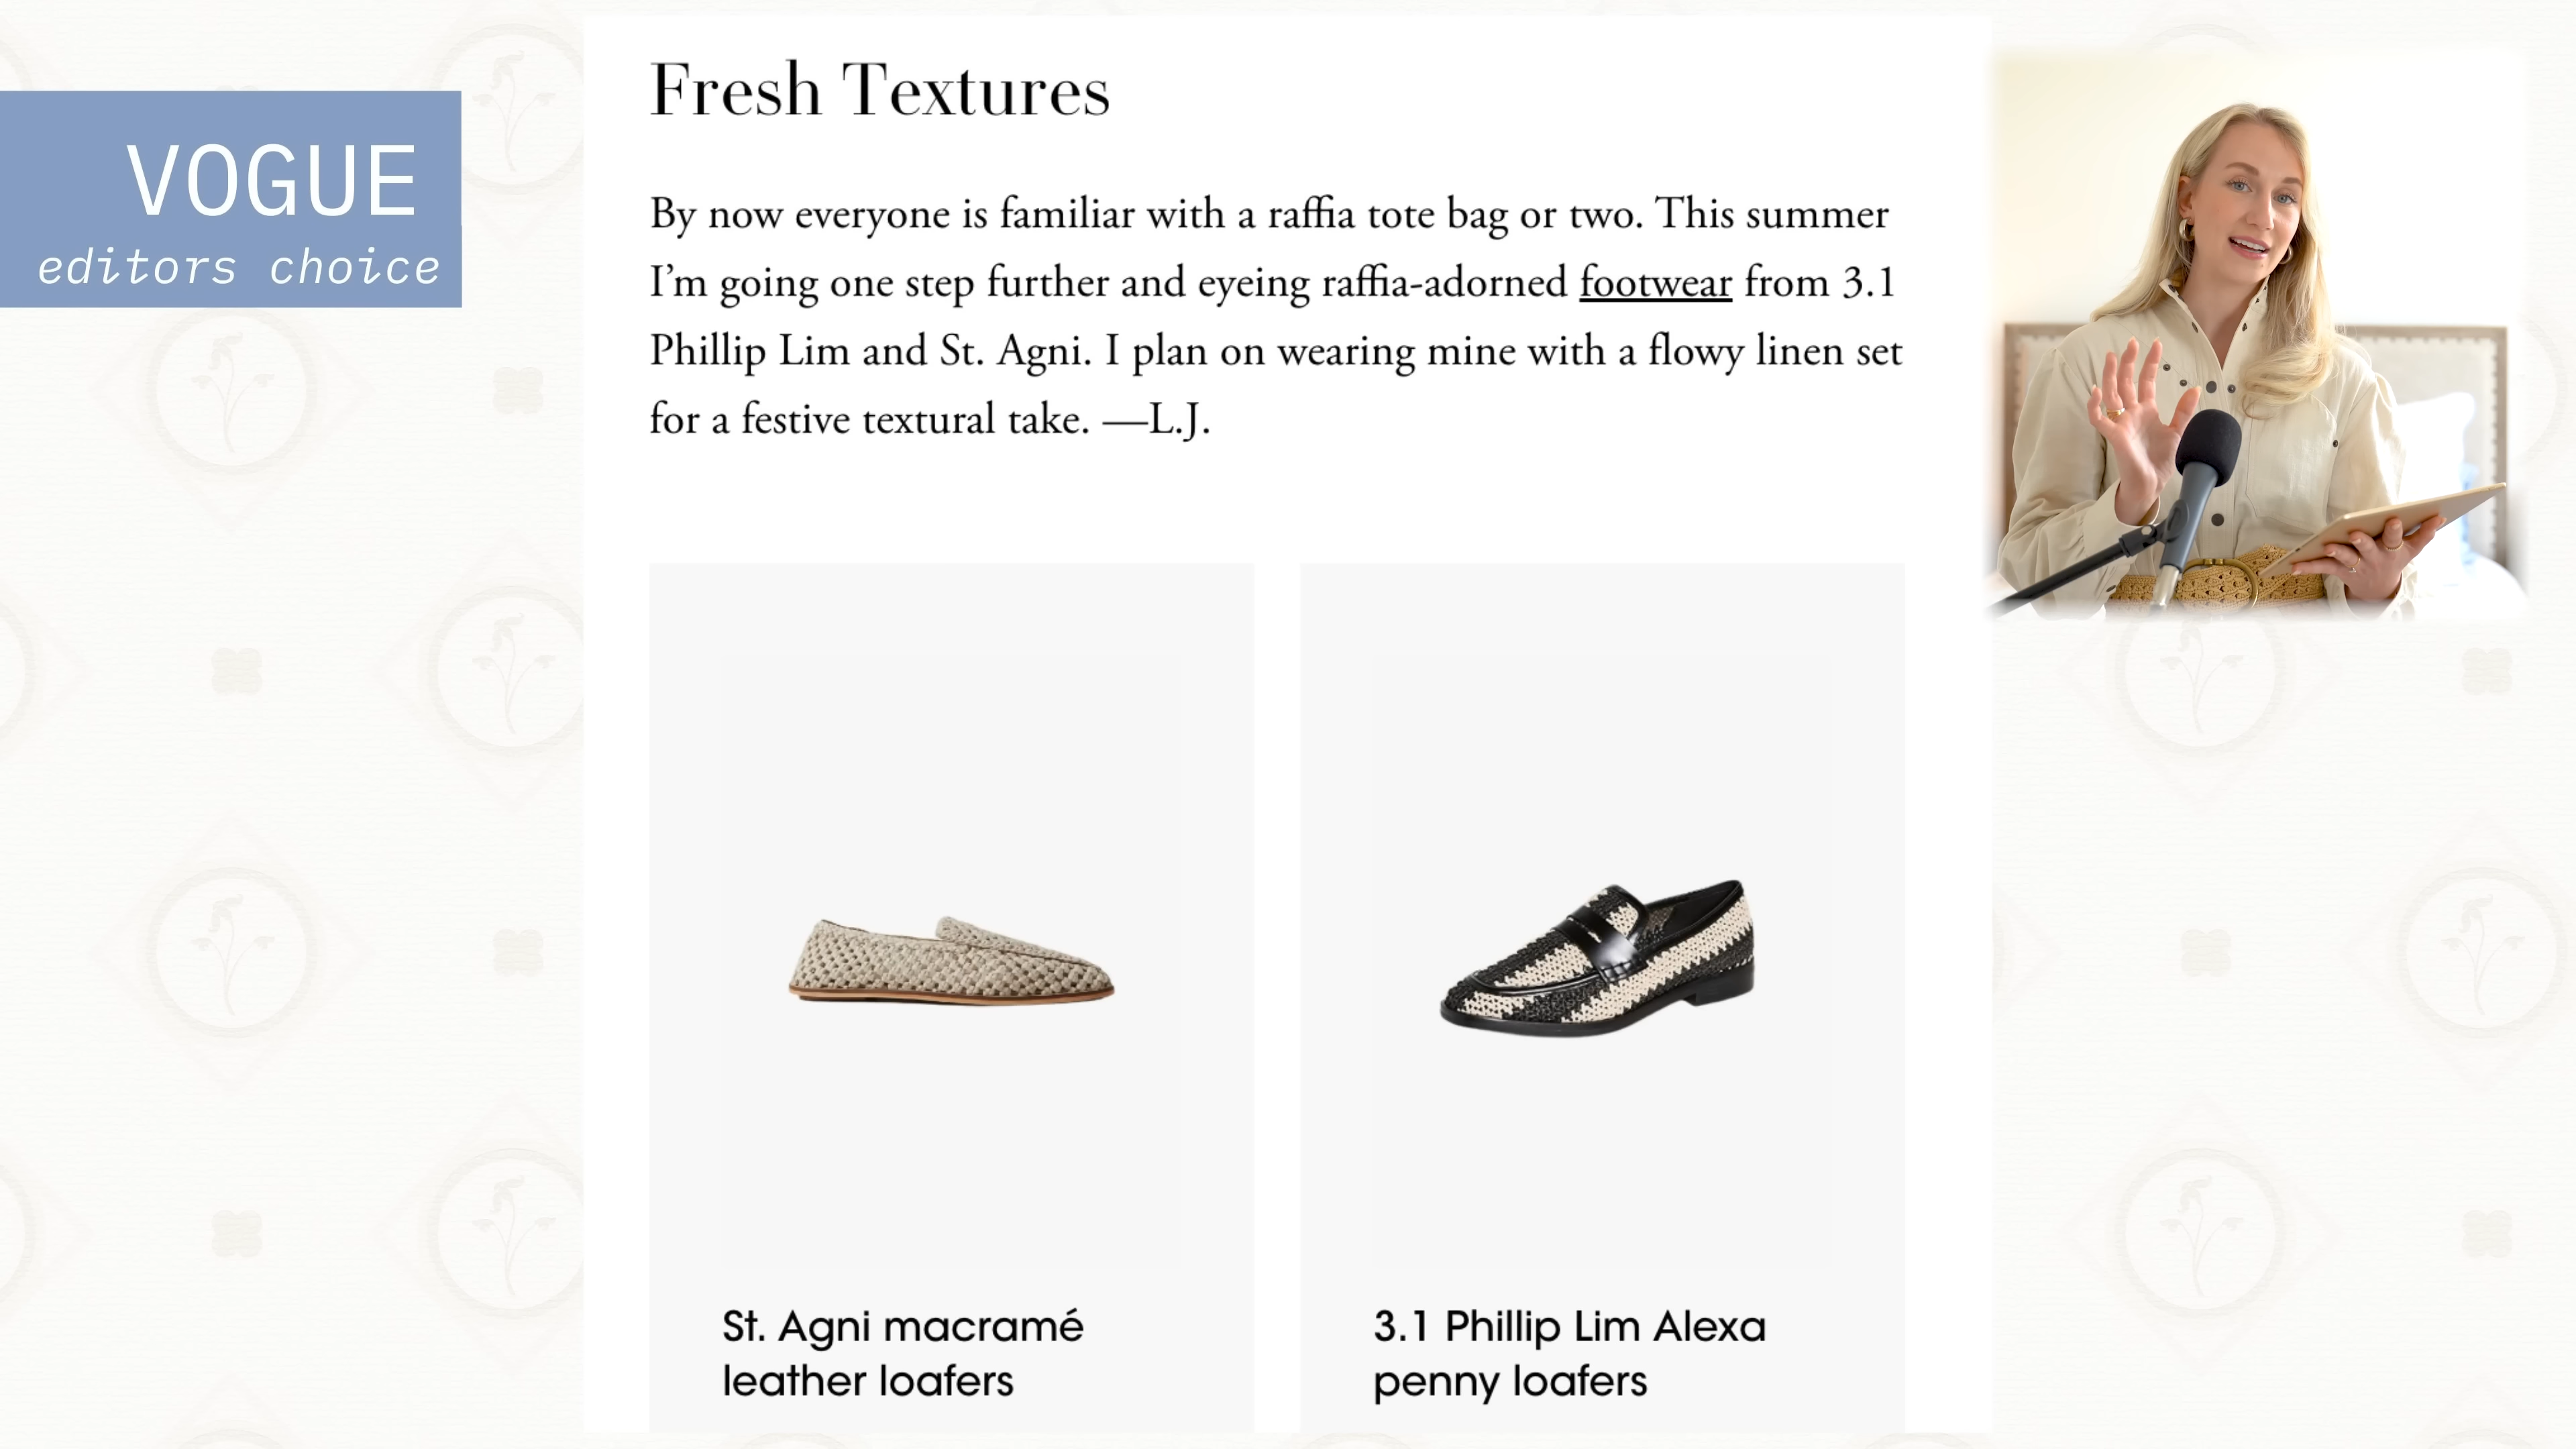 VOGUE
editors choice
Fresh Textures
By now everyone is familiar with a raffia tote bag or two. This summer
I’m going one step further and eyeing raffia-adorned footwear from 3.1
Phillip Lim and St. Agni. I plan on wearing mine with a flowy linen set
for a festive textural take. —L.J.
St. Agni macramé
leather loafers
3.1 Phillip Lim Alexa
penny loafers